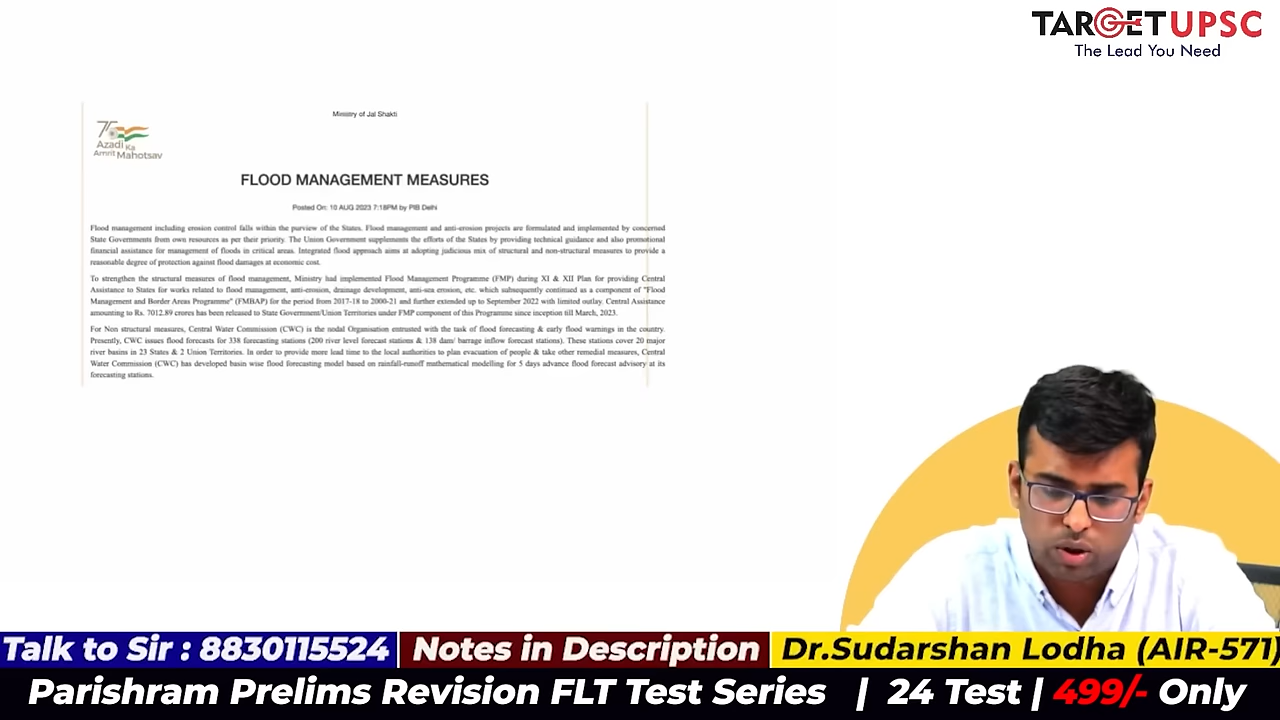 TARGET UPSC
The Lead You Need
Ministry of Jal Shakti
75
Azadi Ka
Amrit Mahotsav
FLOOD MANAGEMENT MEASURES
Posted On: 10 AUG 2023 7:18PM by PIB Delhi
Flood management including erosion control falls within the purview of the States. Flood management and anti-erosion projects are formulated and implemented by concerned
State Governments from own resources as per their priority. The Union Government supplements the efforts of the States by providing technical guidance and also promotional
financial assistance for management of floods in critical areas. Integrated flood approach aims at adopting judicious mix of structural and non-structural measures to provide a
reasonable degree of protection against flood damages at economic cost.
To strengthen the structural measures of flood management, Ministry had implemented Flood Management Programme (FMP) during XI & XII Plan for providing Central
Assistance to States for works related to flood management, anti-erosion, drainage development, anti-sea erosion, etc. which subsequently continued as a component of "Flood
Management and Border Areas Programme" (FMBAP) for the period from 2017-18 to 2000-21 and further extended up to September 2022 with limited outlay. Central Assistance
amounting to Rs. 7012.89 crores has been released to State Government/Union Territories under FMP component of this Programme since inception till March, 2023.
For Non structural measures, Central Water Commission (CWC) is the nodal Organisation entrusted with the task of flood forecasting & early flood warnings in the country.
Presently, CWC issues flood forecasts for 338 forecasting stations (200 river level forecast stations & 138 dam/ barrage inflow forecast stations). These stations cover 20 major
river basins in 23 States & 2 Union Territories. In order to provide more lead time to the local authorities to plan evacuation of people & take other remedial measures, Central
Water Commission (CWC) has developed basin wise flood forecasting model based on rainfall-runoff mathematical modelling for 5 days advance flood forecast advisory at its
forecasting stations.
Talk to Sir : 8830115524
Notes in Description
Dr.Sudarshan Lodha (AIR-571)
Parishram Prelims Revision FLT Test Series | 24 Test | 499/- Only